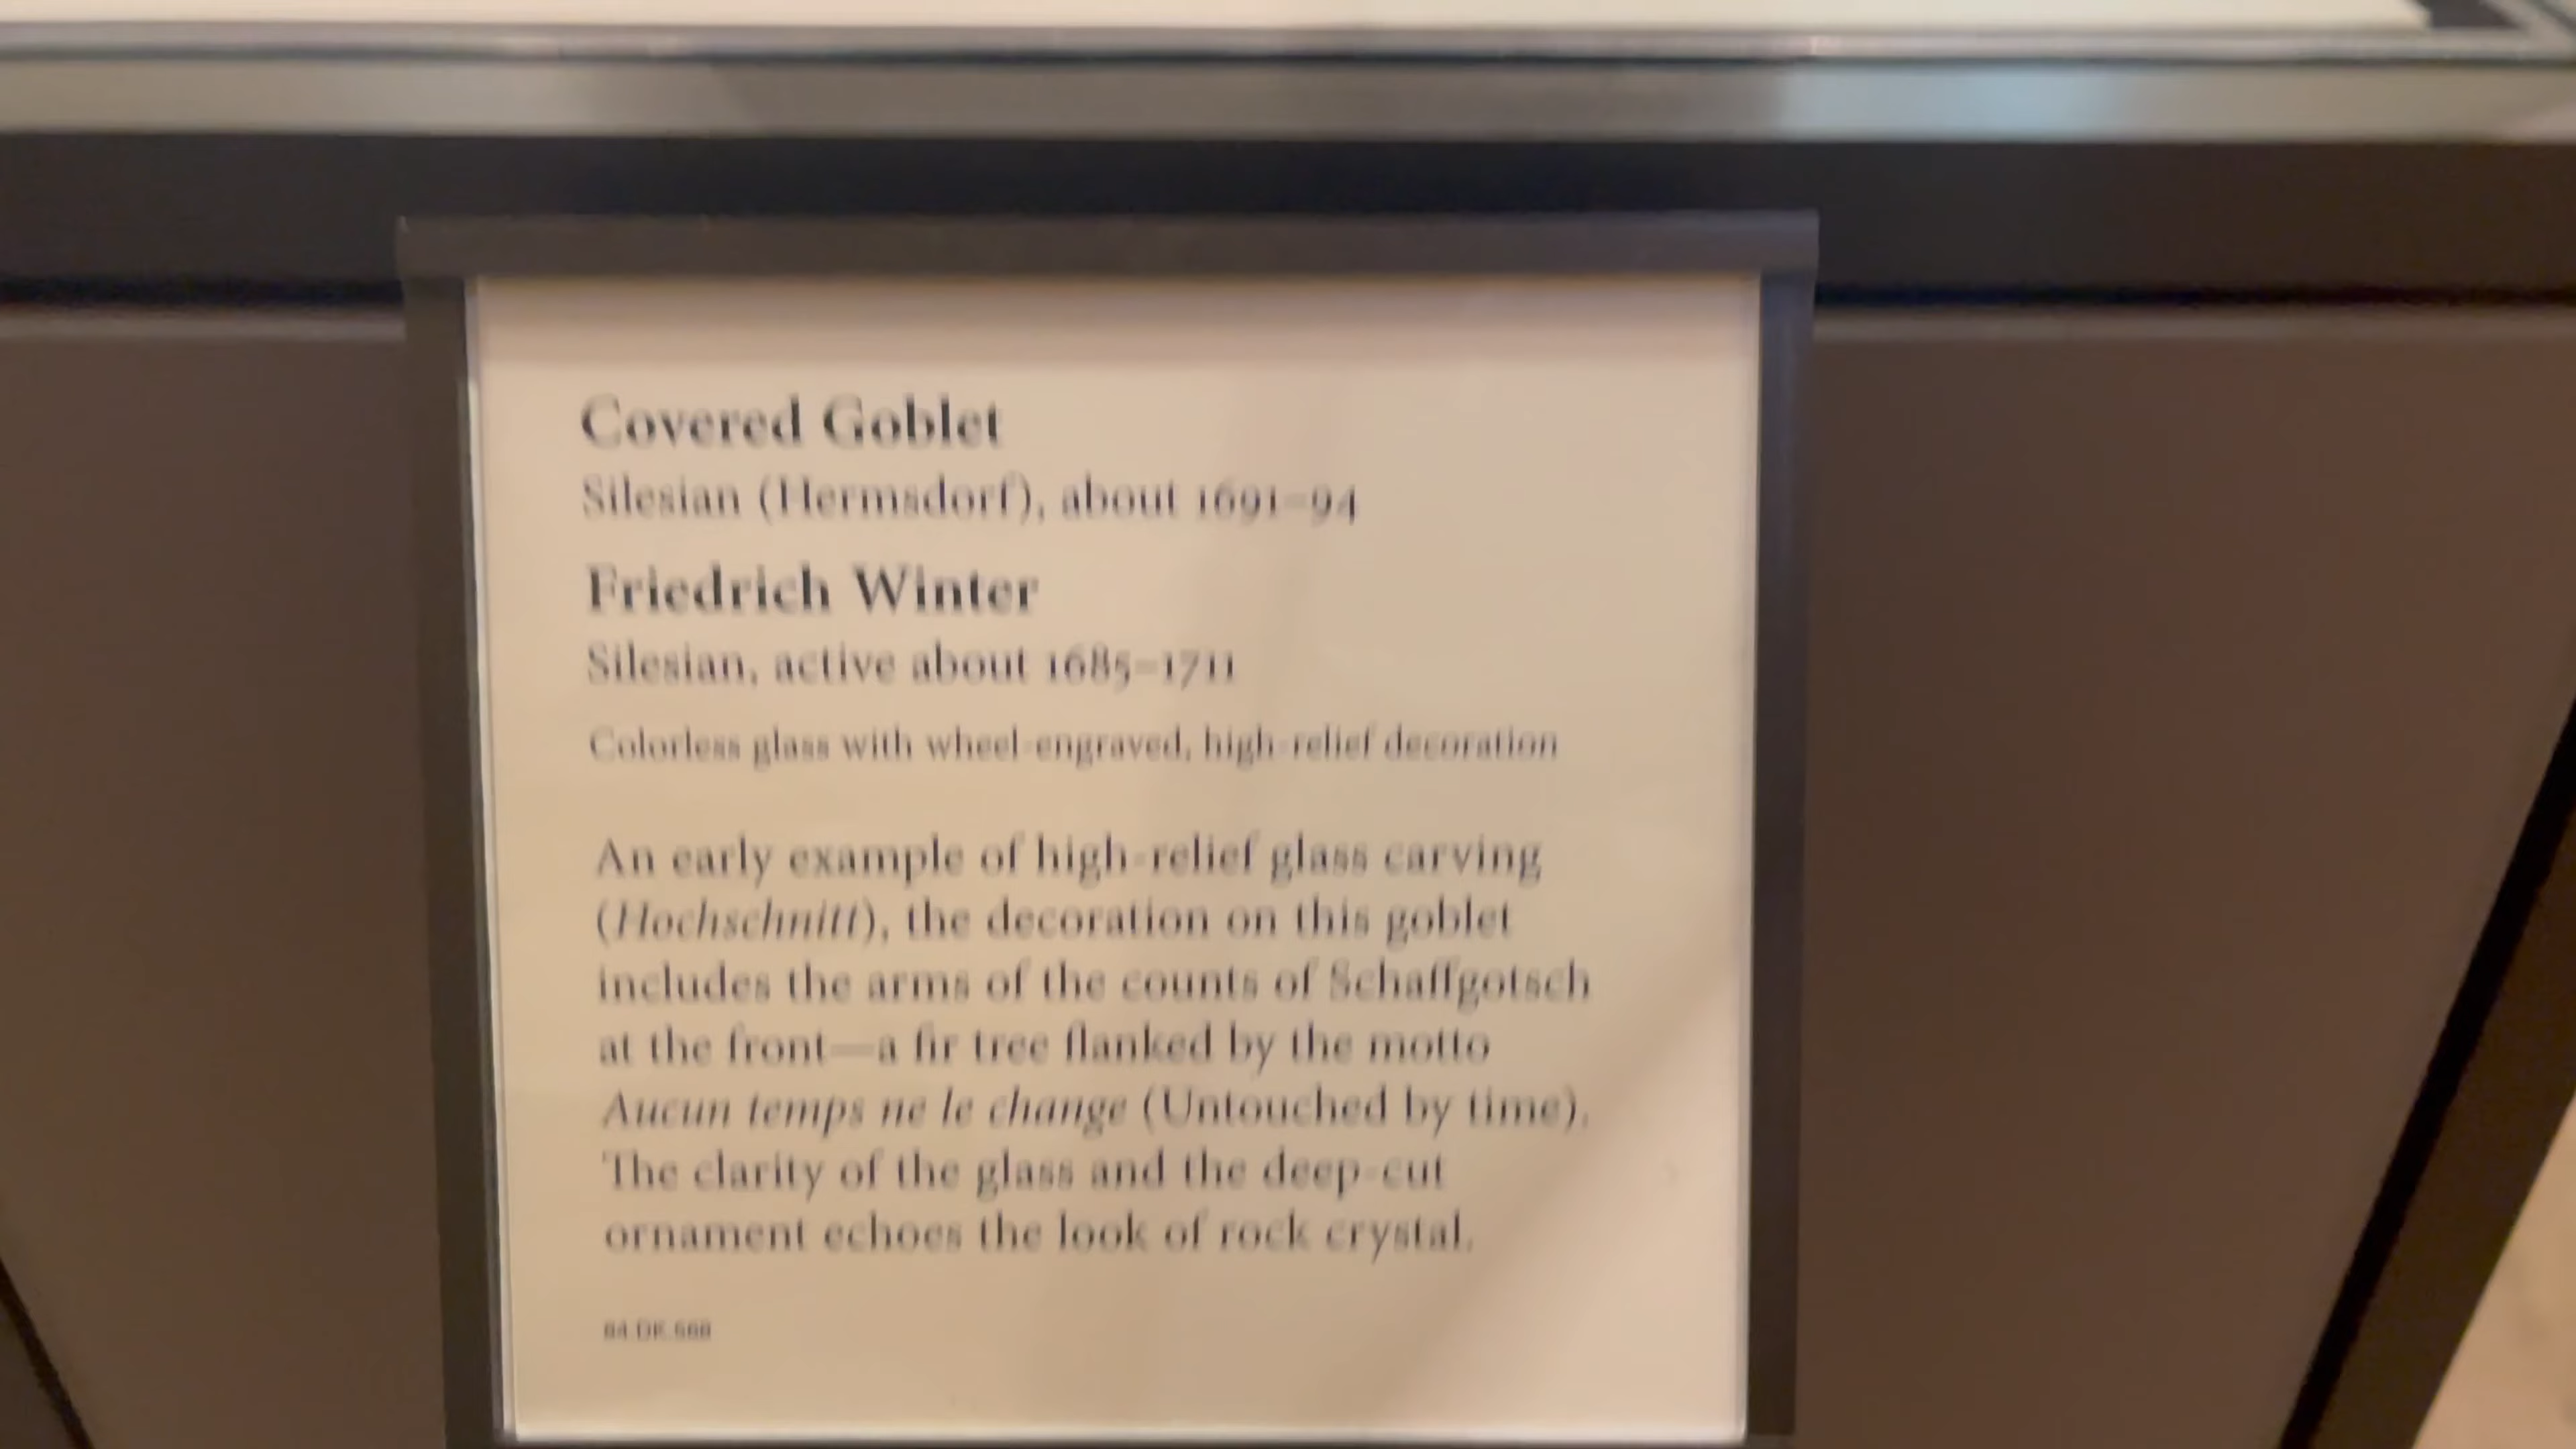 Covered Goblet
Silesian (Hermsdorf), about 1691–94
Friedrich Winter
Silesian, active about 1685–1711
Colorless glass with wheel-engraved, high-relief decoration
An early example of high-relief glass carving
(Hochschnitt), the decoration on this goblet
includes the arms of the counts of Schaffgotsch
at the front—a fir tree flanked by the motto
Aucun temps ne le change (Untouched by time).
The clarity of the glass and the deep-cut
ornament echoes the look of rock crystal.